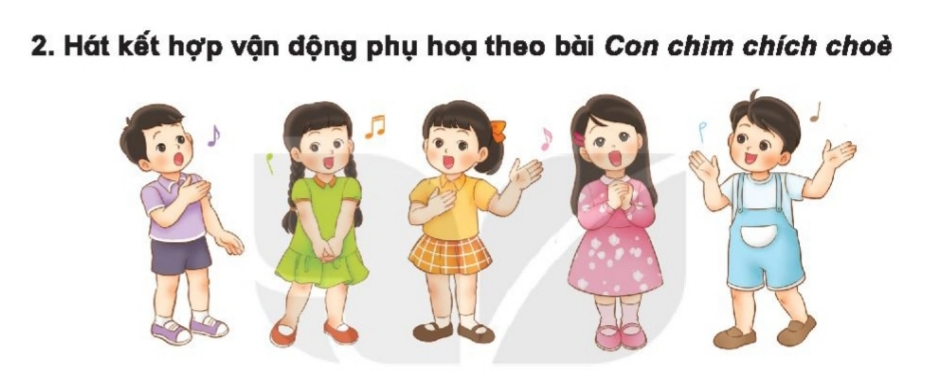 2. Hát kết hợp vận động phụ hoạ theo bài Con chim chích choè